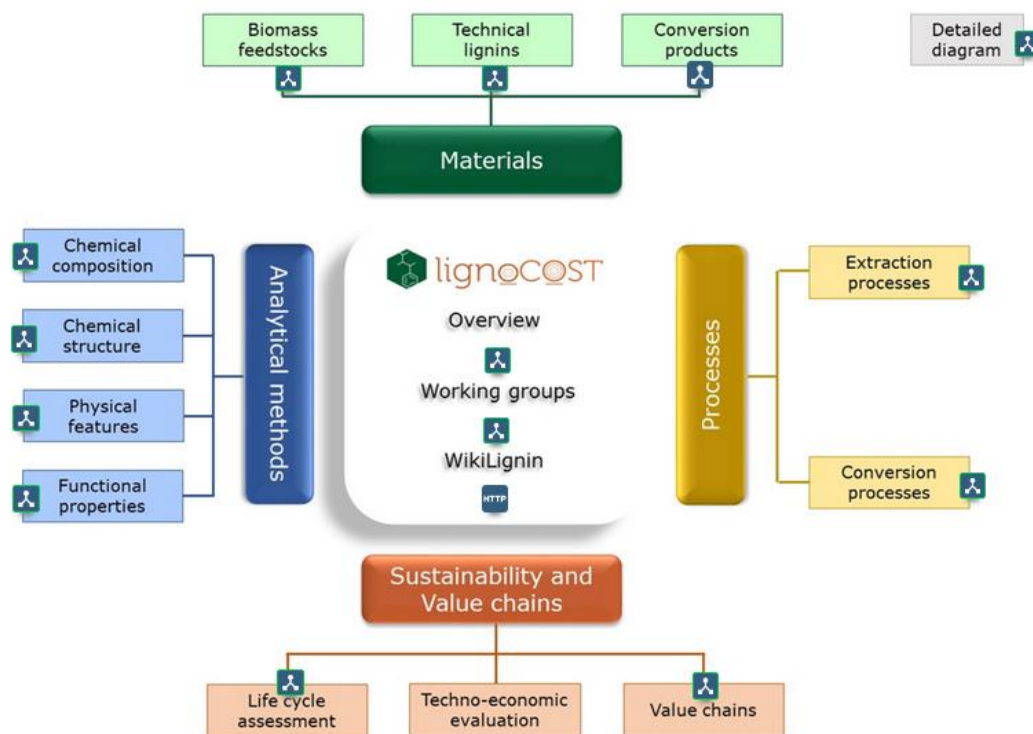 Biomass
feedstocks
Technical
lignins
Conversion
products
Detailed
diagram
Materials
Chemical
composition
Chemical
structure
Physical
features
Functional
properties
Analytical methods
lignoCOST
Overview
Working groups
WikiLignin
HTTP
Processes
Extraction
processes
Conversion
processes
Sustainability and
Value chains
Life cycle
assessment
Techno-economic
evaluation
Value chains